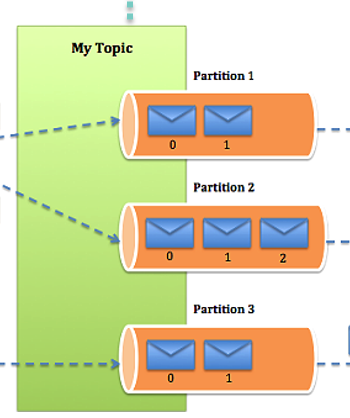 My Topic
Partition 1
0 1
Partition 2
0 1 2
Partition 3
0 1